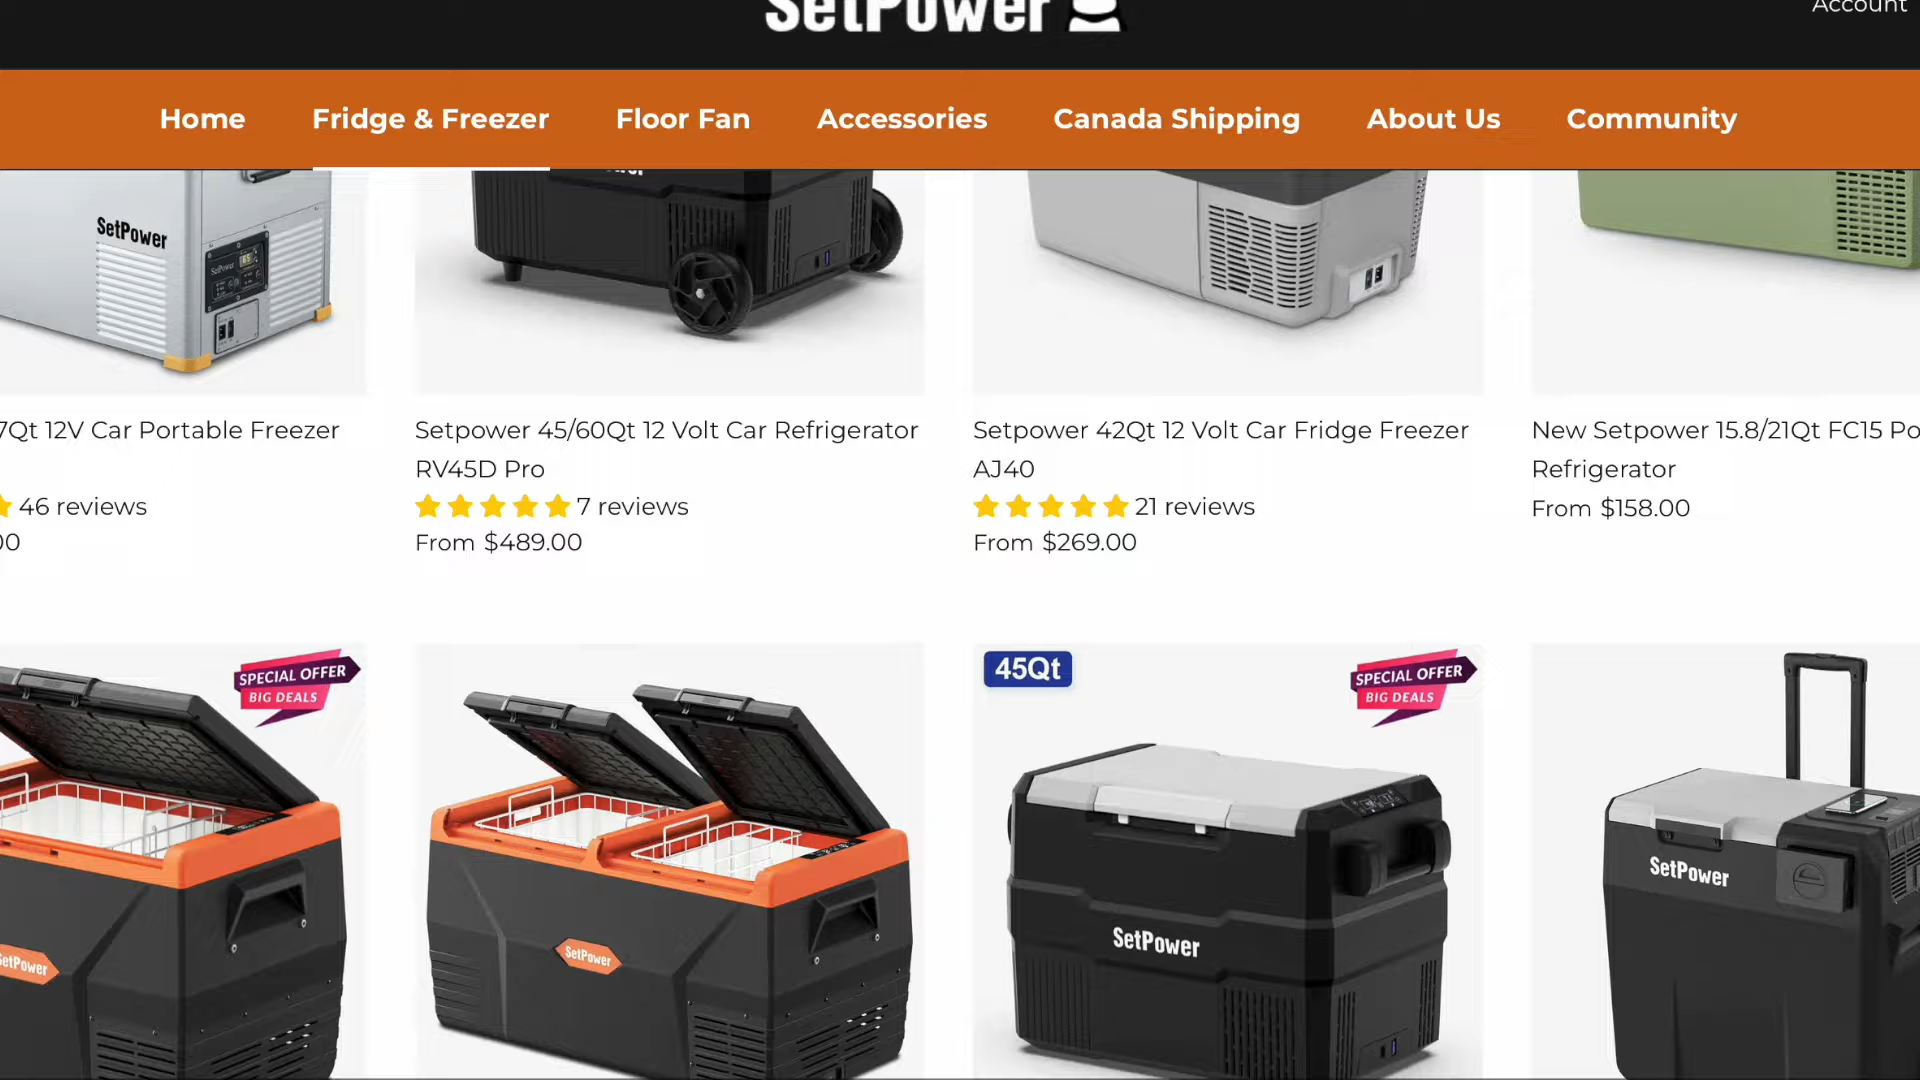 SetPower
Account
Home Fridge & Freezer Floor Fan Accessories Canada Shipping About Us Community
SetPower
SetPower
65
7Qt 12V Car Portable Freezer
46 reviews
00
Setpower 45/60Qt 12 Volt Car Refrigerator
RV45D Pro
7 reviews
From $489.00
Setpower 42Qt 12 Volt Car Fridge Freezer
AJ40
21 reviews
From $269.00
New Setpower 15.8/21Qt FC15 Po
Refrigerator
From $158.00
SPECIAL OFFER
BIG DEALS
SetPower
SetPower
45Qt
SPECIAL OFFER
BIG DEALS
SetPower
SetPower